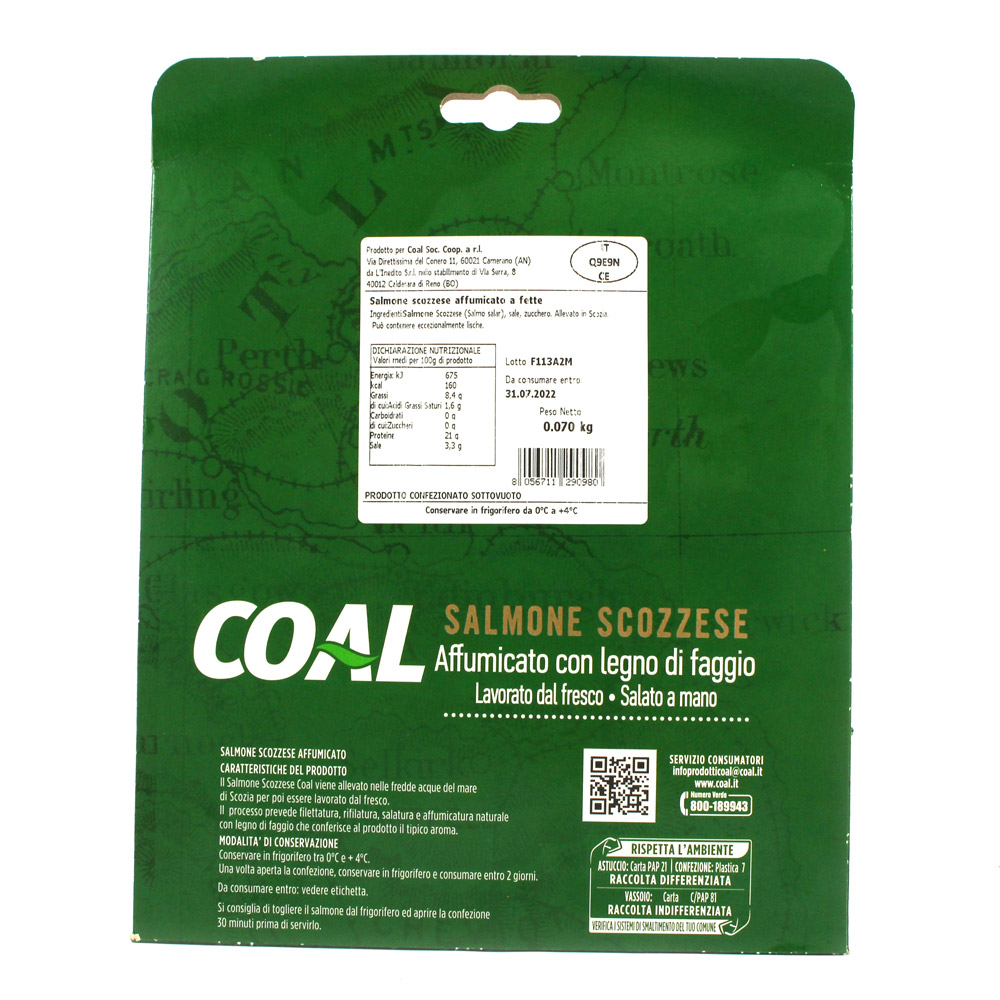 Balmoral
AN MTS
Montrose
Perth
CRAIG ROSSIE
Prodotto per Coal Soc. Coop. a r.l.
Via Direttissima del Conero 11, 60021 Camerano (AN)
da L'Inedito S.r.l. nello stabilimento di Via Serra, 8
40012 Calderara di Reno (BO)
IT
Q9E9N
CE
Salmone scozzese affumicato a fette
Ingredienti:Salmone Scozzese (Salmo salar), sale, zucchero. Allevato in Scozia.
Può contenere eccezionalmente lische.
DICHIARAZIONE NUTRIZIONALE
Valori medi per 100g di prodotto
Energia: kJ 675
kcal 160
Grassi 8,4 g
di cui:Acidi Grassi Saturi 1,6 g
Carboidrati 0 g
di cui:Zuccheri 0 g
Proteine 21 g
Sale 3,3 g
Lotto F113A2M
Da consumare entro:
31.07.2022
Peso Netto
0.070 kg
8 056711 290980
PRODOTTO CONFEZIONATO SOTTOVUOTO
Conservare in frigorifero da 0°C a +4°C
COAL
SALMONE SCOZZESE
Affumicato con legno di faggio
Lavorato dal fresco • Salato a mano
SALMONE SCOZZESE AFFUMICATO
CARATTERISTICHE DEL PRODOTTO
Il Salmone Scozzese Coal viene allevato nelle fredde acque del mare
di Scozia per poi essere lavorato dal fresco.
Il processo prevede filettatura, rifilatura, salatura e affumicatura naturale
con legno di faggio che conferisce al prodotto il tipico aroma.
MODALITA' DI CONSERVAZIONE
Conservare in frigorifero tra 0°C e + 4°C.
Una volta aperta la confezione, conservare in frigorifero e consumare entro 2 giorni.
Da consumare entro: vedere etichetta.
Si consiglia di togliere il salmone dal frigorifero ed aprire la confezione
30 minuti prima di servirlo.
SERVIZIO CONSUMATORI
infoprodotticoal@coal.it
www.coal.it
Numero Verde
800-189943
RISPETTA L'AMBIENTE
ASTUCCIO: Carta PAP 21 | CONFEZIONE: Plastica 7
RACCOLTA DIFFERENZIATA
VASSOIO: Carta C/PAP 81
RACCOLTA INDIFFERENZIATA
VERIFICA I SISTEMI DI SMALTIMENTO DEL TUO COMUNE